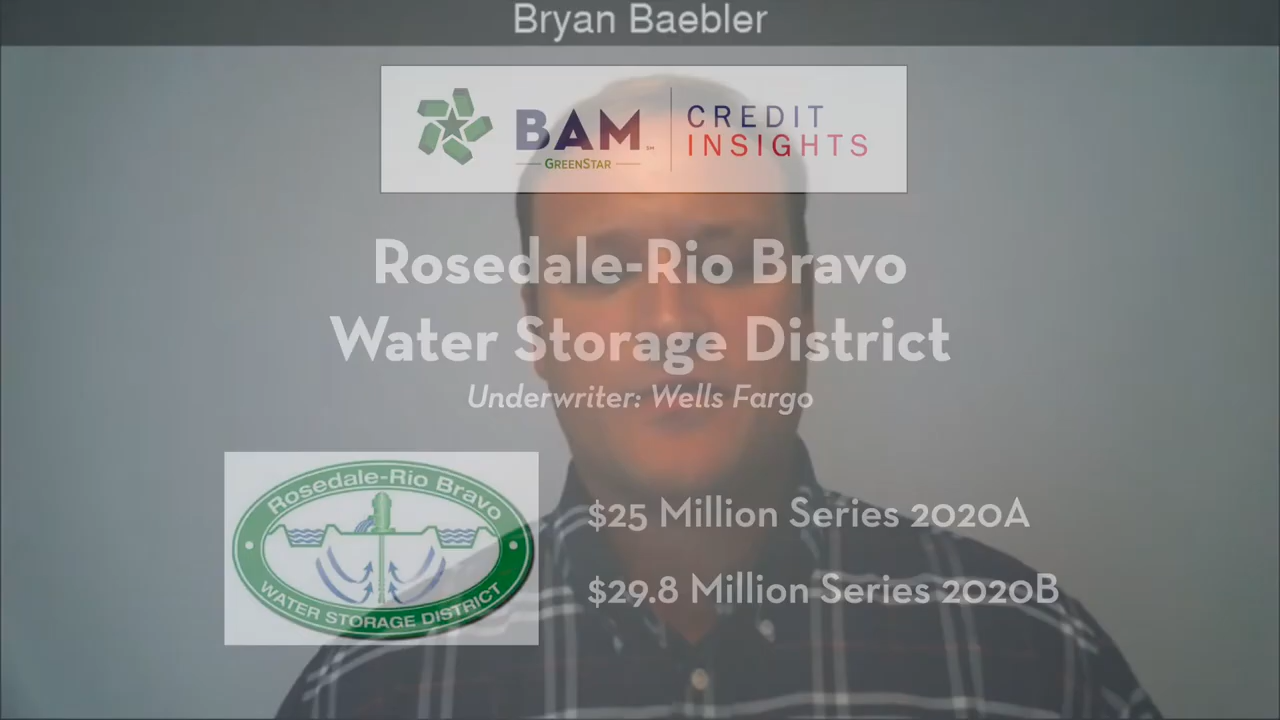 Bryan Baebler
BAM
SM
GREENSTAR
CREDIT
INSIGHTS
Rosedale-Rio Bravo
Water Storage District
Underwriter: Wells Fargo
Rosedale-Rio Bravo
WATER STORAGE DISTRICT
$25 Million Series 2020A
$29.8 Million Series 2020B